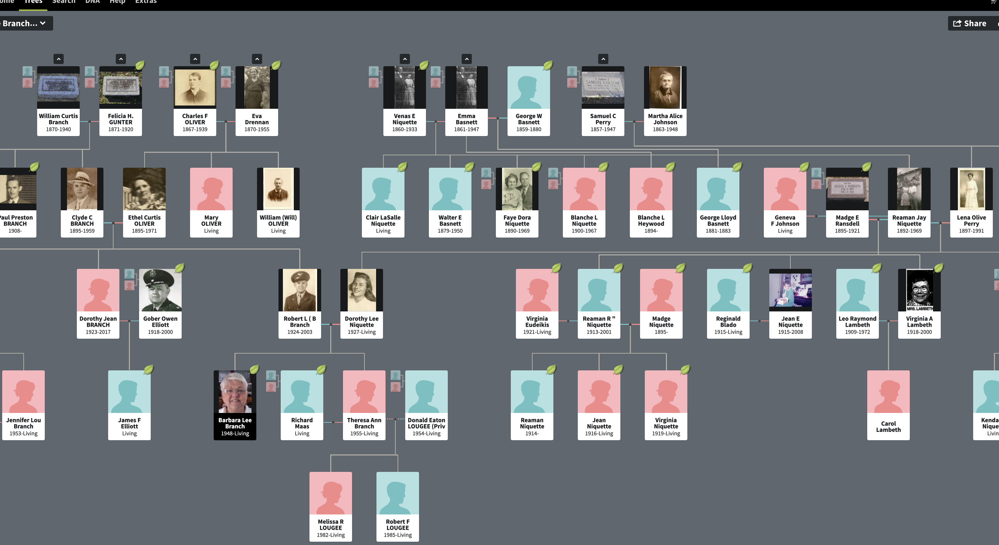 Trees
Search
DNA
Help
Extras
Branch...
Share
William Curtis
Branch
1870-1940
Felicia H.
GUNTER
1871-1920
Charles F
OLIVER
1867-1939
Eva
Drennan
1870-1955
Venas E
Niquette
1860-1933
Emma
Basnett
1861-1947
George W
Basnett
1859-1880
SAMUEL COLSOM
Samuel C
Perry
1857-1947
Martha Alice
Johnson
1863-1948
Paul Preston
BRANCH
1908-
Clyde C
BRANCH
1895-1959
Ethel Curtis
OLIVER
1895-1971
Mary
OLIVER
Living
William (Will)
OLIVER
Living
Clair LaSalle
Niquette
Living
Walter E
Basnett
1879-1950
Faye Dora
Niquette
1890-1969
Blanche L
Niquette
1900-1967
Blanche L
Heywood
1894-
George Lloyd
Basnett
1881-1883
Geneva
F Johnson
Living
MOTHER
MADGE E. NIQUETTE
Madge E
Ransdell
1895-1921
Reaman Jay
Niquette
1892-1969
Lena Olive
Perry
1897-1991
Dorothy Jean
BRANCH
1923-2017
Gober Owen
Elliott
1918-2000
Robert L ( B
Branch
1924-2003
Dorothy Lee
Niquette
1927-Living
Virginia
Eudeikis
1921-Living
Reaman R "
Niquette
1913-2001
Madge
Niquette
1895-
Reginald
Blado
1915-Living
Jean E
Niquette
1915-2008
Leo Raymond
Lambeth
1909-1972
MRS. LAMBETH
Virginia A
Lambeth
1918-2000
Jennifer Lou
Branch
1953-Living
James F
Elliott
Living
Barbara Lee
Branch
1948-Living
Richard
Maas
Living
Theresa Ann
Branch
1955-Living
Donald Eaton
LOUGEE (Priv
1954-Living
Reaman
Niquette
1914-
Jean
Niquette
1916-Living
Virginia
Niquette
1919-Living
Carol
Lambeth
Kenda
Nique
Livin
Melissa R
LOUGEE
1982-Living
Robert F
LOUGEE
1985-Living